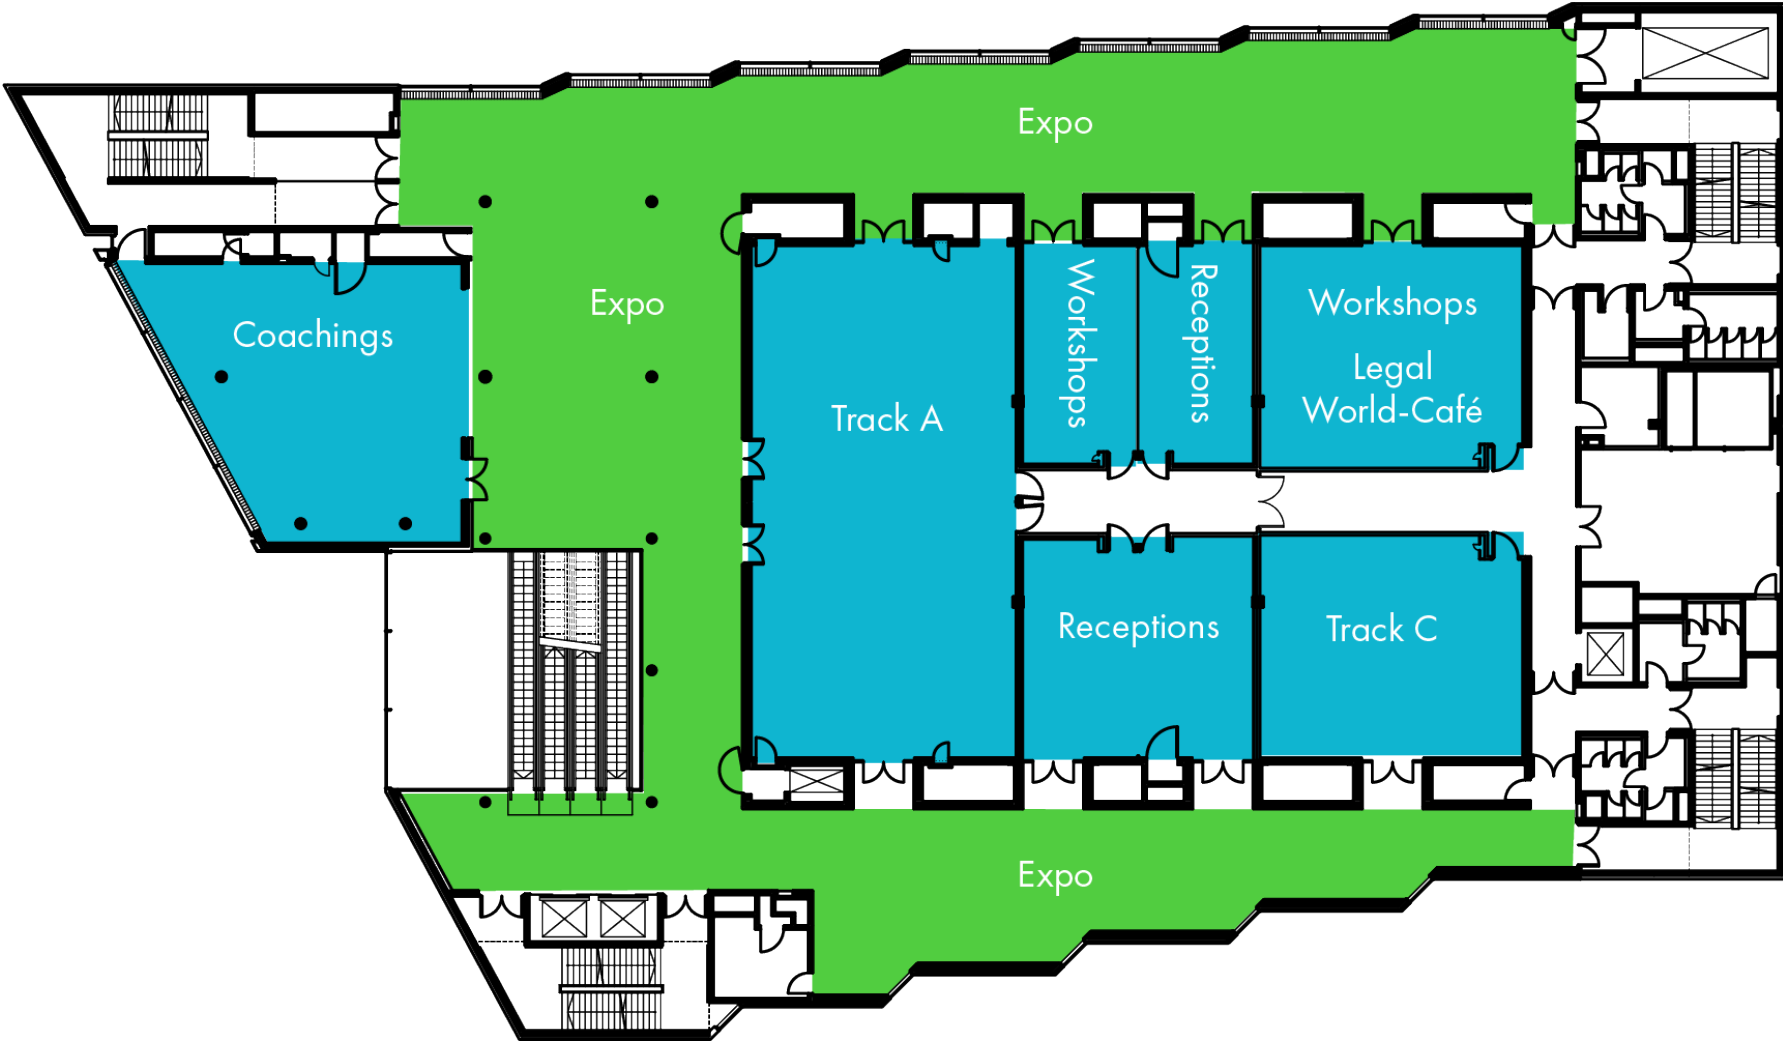 Expo
Expo
Coachings
Track A
Workshops
Receptions
Workshops
Legal
World-Café
Receptions
Track C
Expo